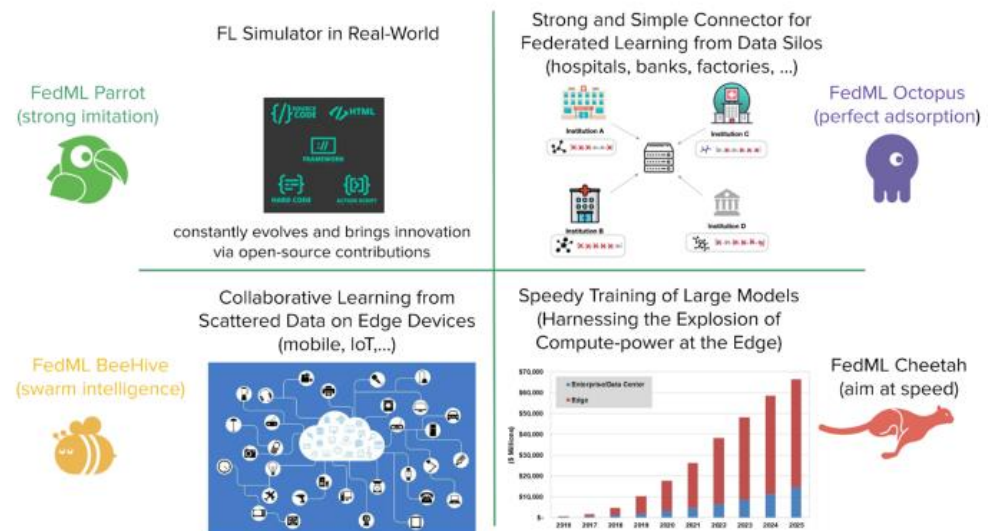 FL Simulator in Real-World
FedML Parrot
(strong imitation)
SOURCE
CODE
HTML
FRAMEWORK
HARD CODE
ACTION SCRIPT
constantly evolves and brings innovation
via open-source contributions
Strong and Simple Connector for
Federated Learning from Data Silos
(hospitals, banks, factories, ...)
FedML Octopus
(perfect adsorption)
Institution A
Institution C
Institution B
Institution D
Collaborative Learning from
Scattered Data on Edge Devices
(mobile, IoT,...)
FedML BeeHive
(swarm intelligence)
Speedy Training of Large Models
(Harnessing the Explosion of
Compute-power at the Edge)
FedML Cheetah
(aim at speed)
Enterprise/Data Center
Edge
($ Millions)
$70,000
$60,000
$50,000
$40,000
$30,000
$20,000
$10,000
$-
2016 2017 2018 2019 2020 2021 2022 2023 2024 2025